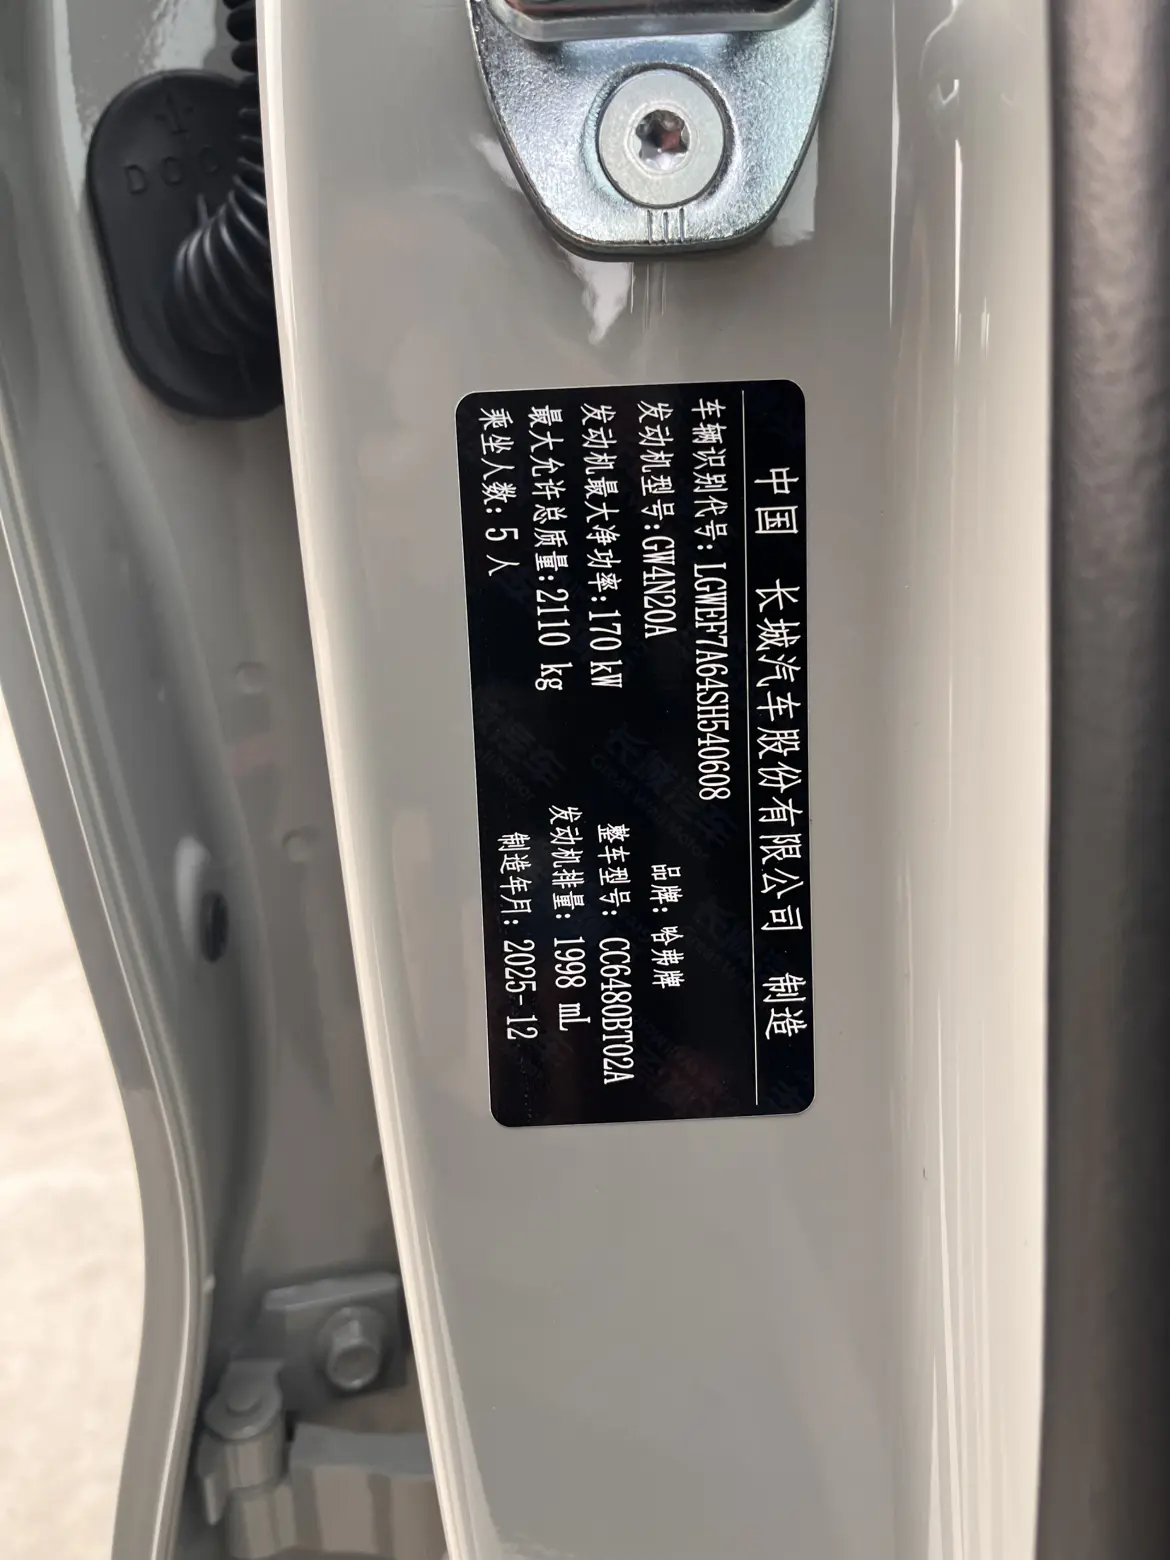 中国 长城汽车股份有限公司 制造
车辆识别代号: LGWEF7A64SH540608
发动机型号:GW4N20A 品牌: 哈弗牌
发动机最大净功率:170 kW 整车型号: CC6480BT02A
最大允许总质量:2110 kg 发动机排量: 1998 mL
乘坐人数: 5 人 制造年月: 2025-12